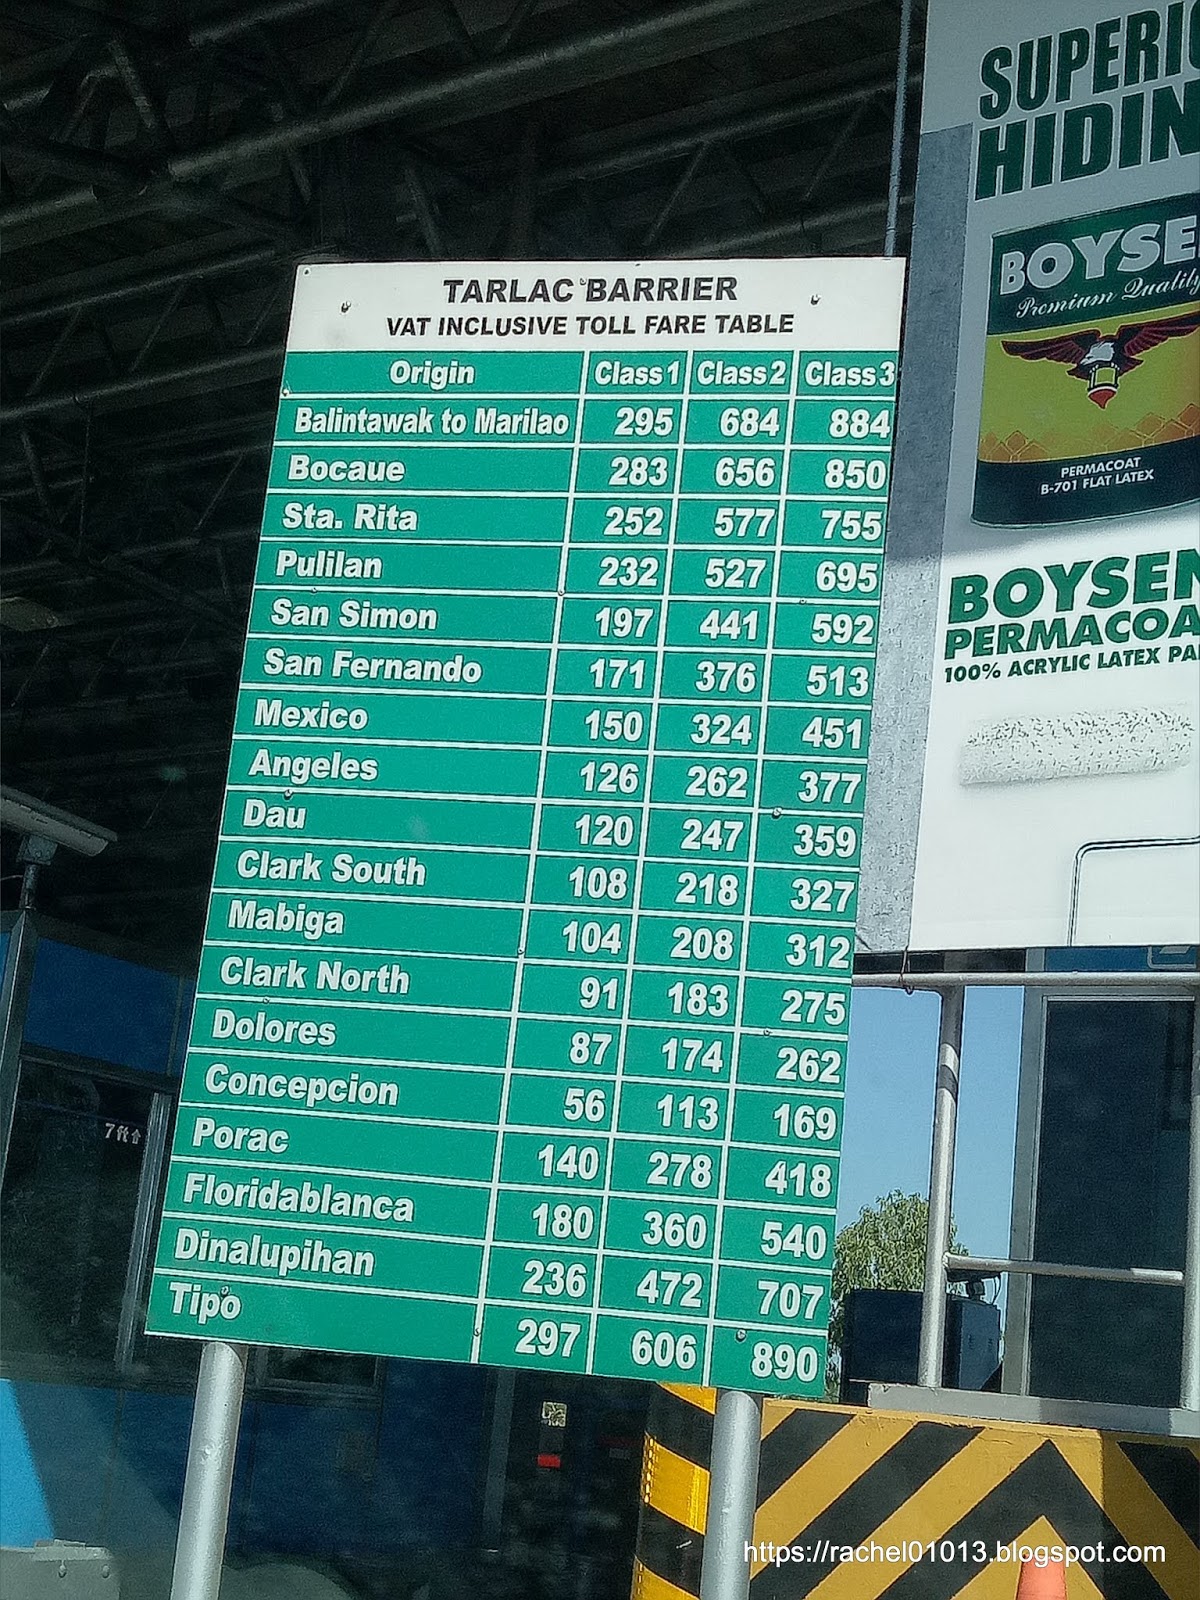 TARLAC BARRIER
VAT INCLUSIVE TOLL FARE TABLE
Origin Class 1 Class 2 Class 3
Balintawak to Marilao 295 684 884
Bocaue 283 656 850
Sta. Rita 252 577 755
Pulilan 232 527 695
San Simon 197 441 592
San Fernando 171 376 513
Mexico 150 324 451
Angeles 126 262 377
Dau 120 247 359
Clark South 108 218 327
Mabiga 104 208 312
Clark North 91 183 275
Dolores 87 174 262
Concepcion 56 113 169
Porac 140 278 418
Floridablanca 180 360 540
Dinalupihan 236 472 707
Tipo 297 606 890
SUPERIO
HIDIN
BOYSE
Premium Quality
PERMACOAT
B-701 FLAT LATEX
BOYSEN
PERMACOA
100% ACRYLIC LATEX PA
7ft
https://rachel01013.blogspot.com